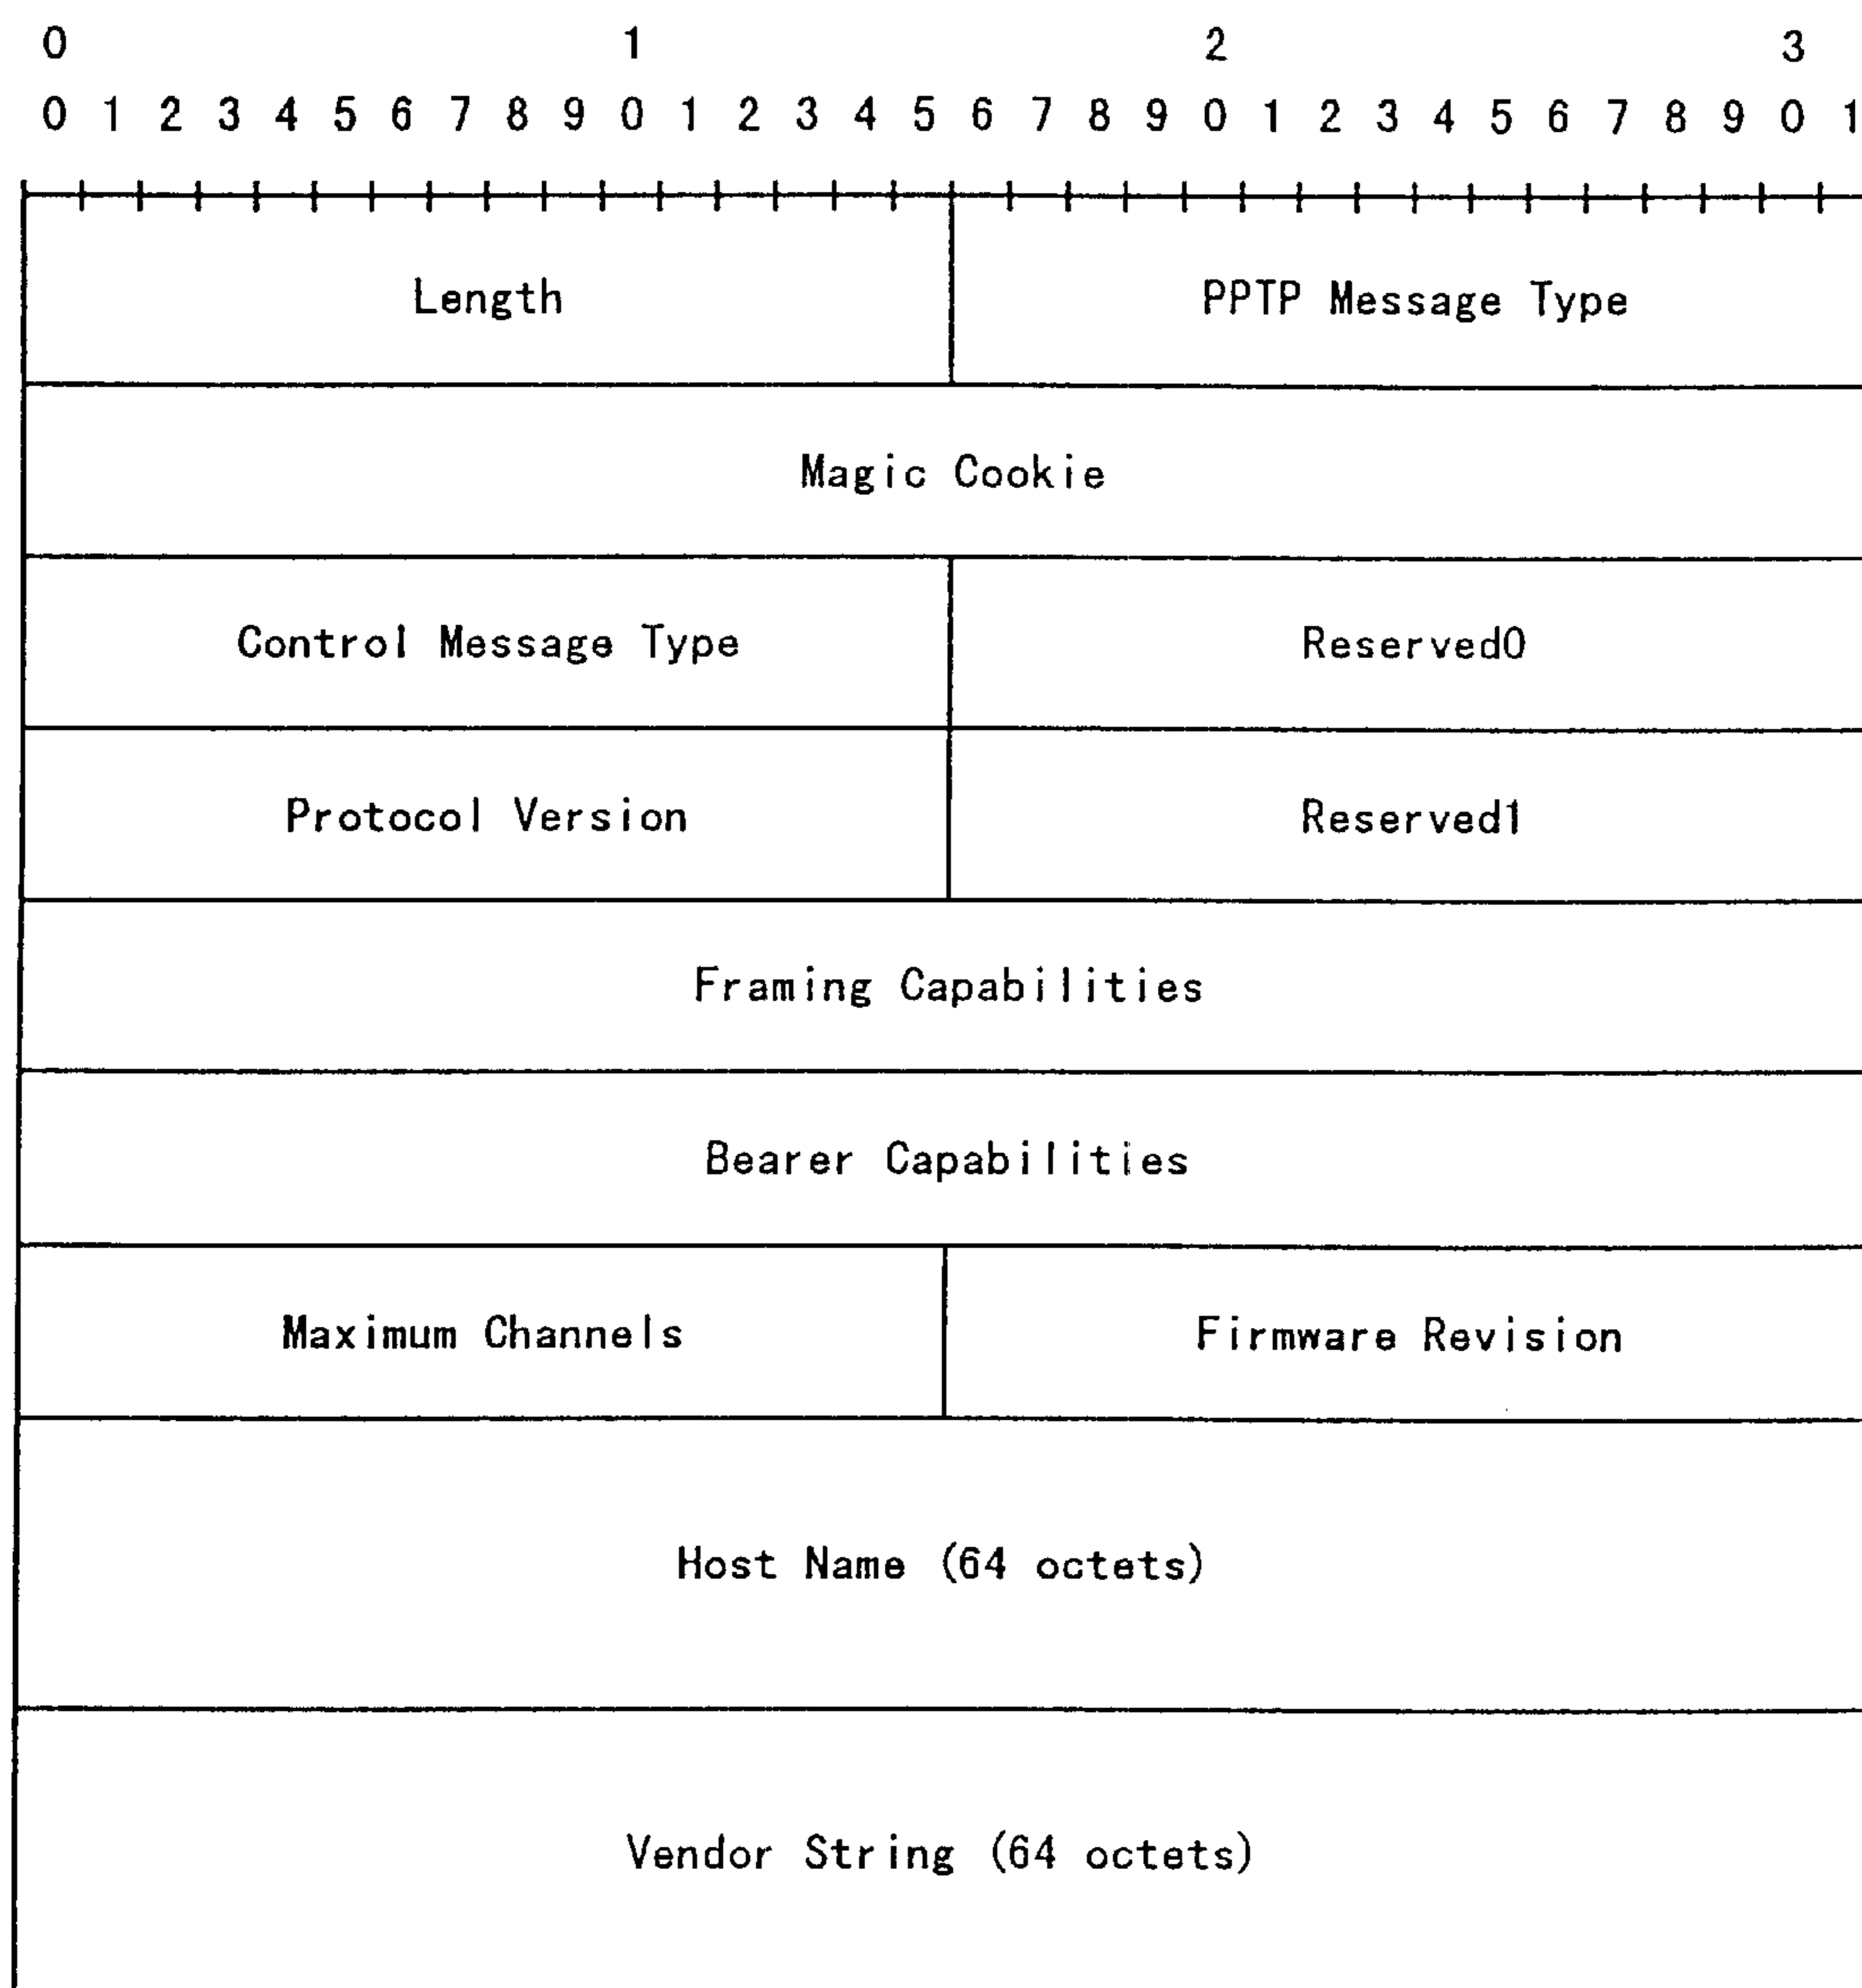 0 1 2 3
0 1 2 3 4 5 6 7 8 9 0 1 2 3 4 5 6 7 8 9 0 1 2 3 4 5 6 7 8 9 0 1
Length PPTP Message Type
Magic Cookie
Control Message Type Reserved0
Protocol Version Reserved1
Framing Capabilities
Bearer Capabilities
Maximum Channels Firmware Revision
Host Name (64 octets)
Vendor String (64 octets)